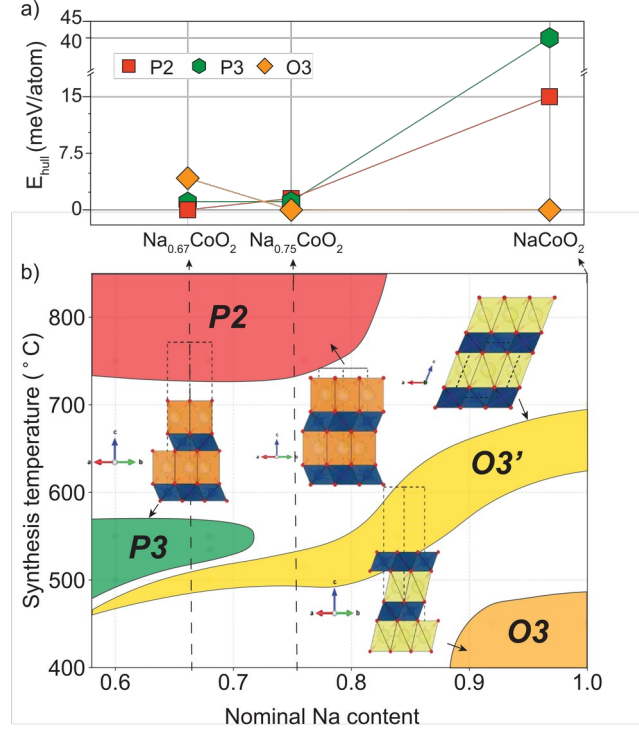 a)
45
40
15
7.5
0
E_hull (meV/atom)
P2 P3 O3
Na0.67CoO2 Na0.75CoO2 NaCoO2
b)
800
700
600
500
400
Synthesis temperature (°C)
P2
O3'
P3
O3
c
a b
c
a b
c
a b
c
a b
0.6 0.7 0.8 0.9 1.0
Nominal Na content